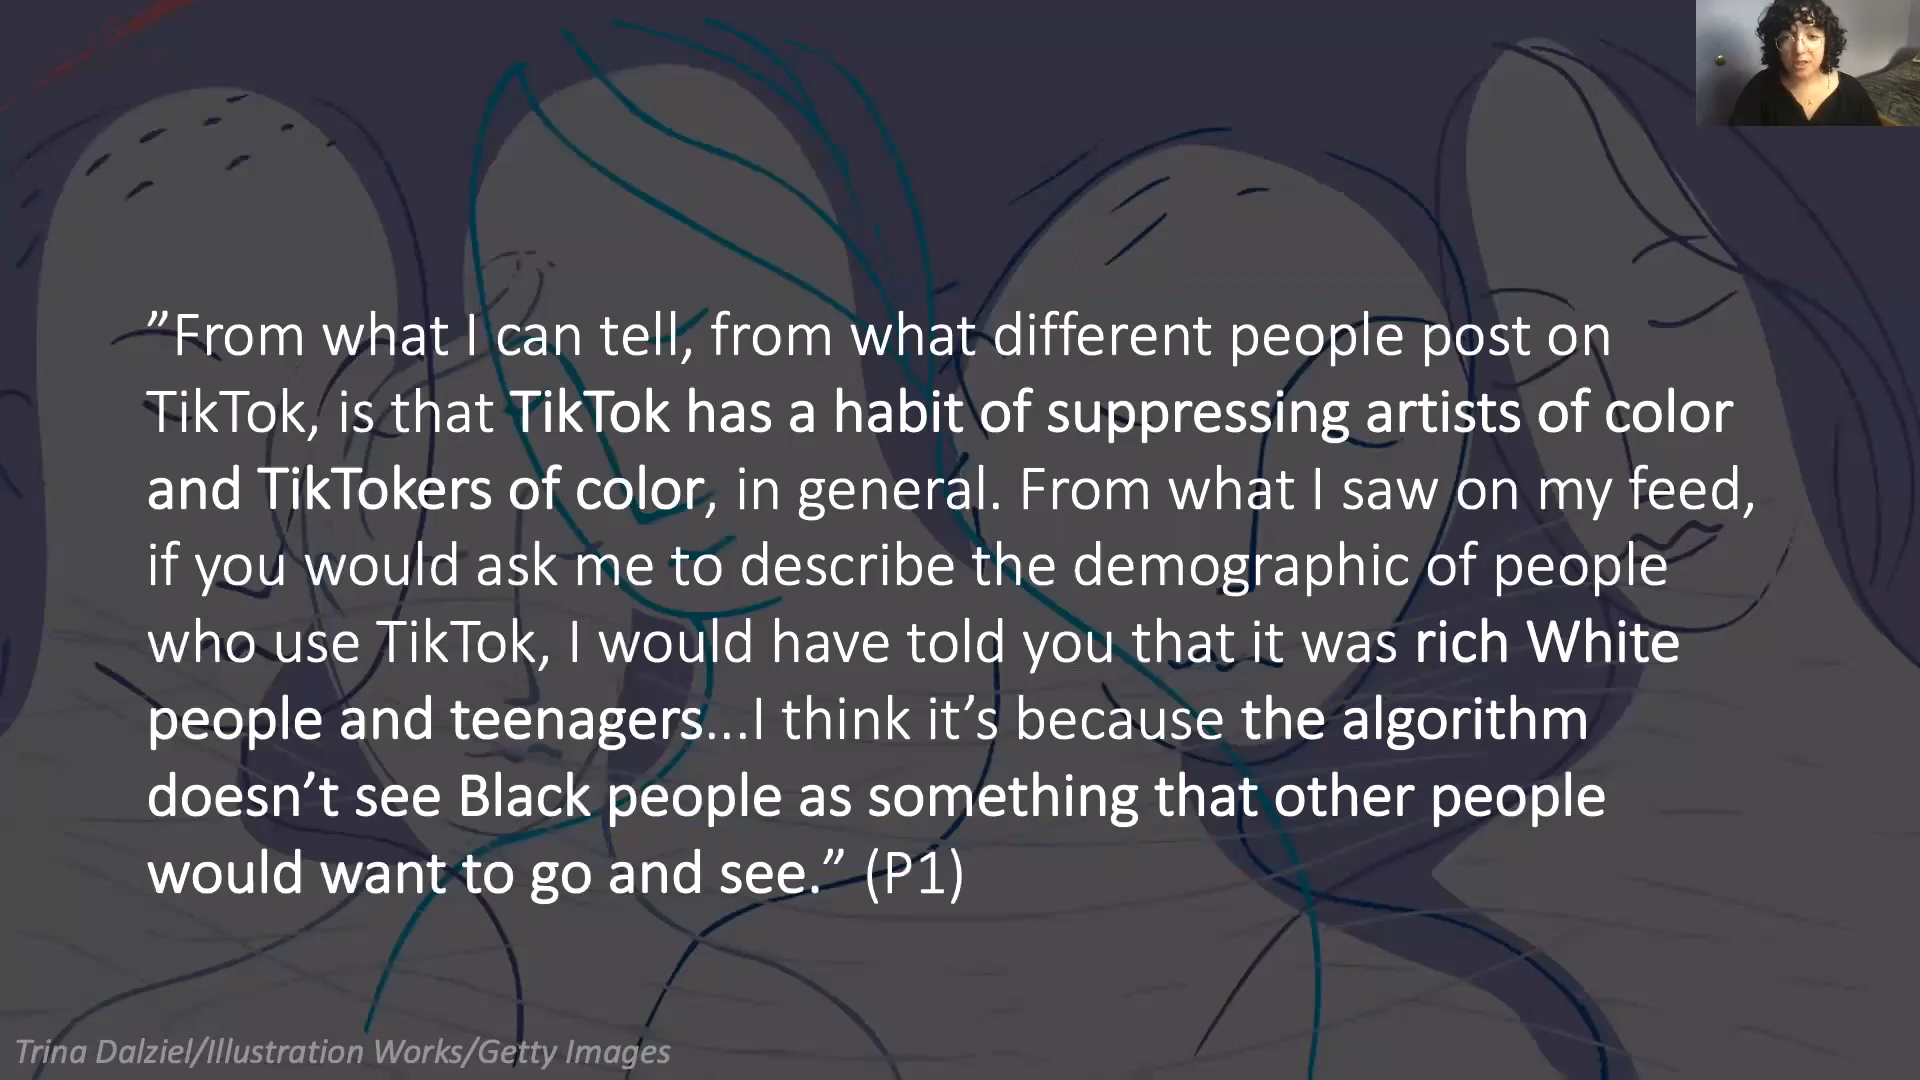 ”From what I can tell, from what different people post on
TikTok, is that TikTok has a habit of suppressing artists of color
and TikTokers of color, in general. From what I saw on my feed,
if you would ask me to describe the demographic of people
who use TikTok, I would have told you that it was rich White
people and teenagers...I think it’s because the algorithm
doesn’t see Black people as something that other people
would want to go and see.” (P1)
Trina Dalziel/Illustration Works/Getty Images